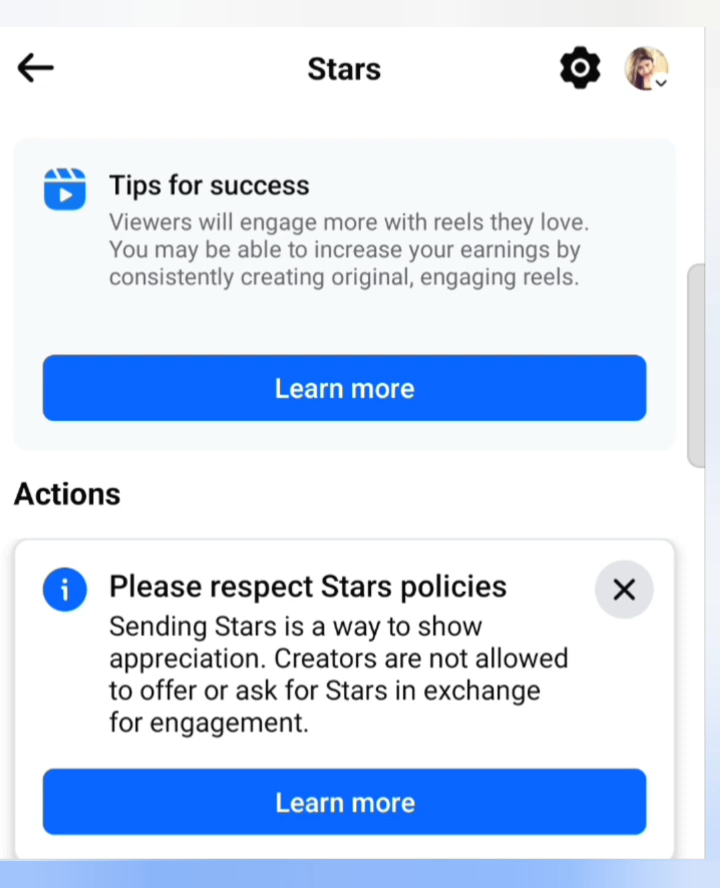 Stars
Tips for success
Viewers will engage more with reels they love.
You may be able to increase your earnings by
consistently creating original, engaging reels.
Learn more
Actions
Please respect Stars policies
Sending Stars is a way to show
appreciation. Creators are not allowed
to offer or ask for Stars in exchange
for engagement.
Learn more